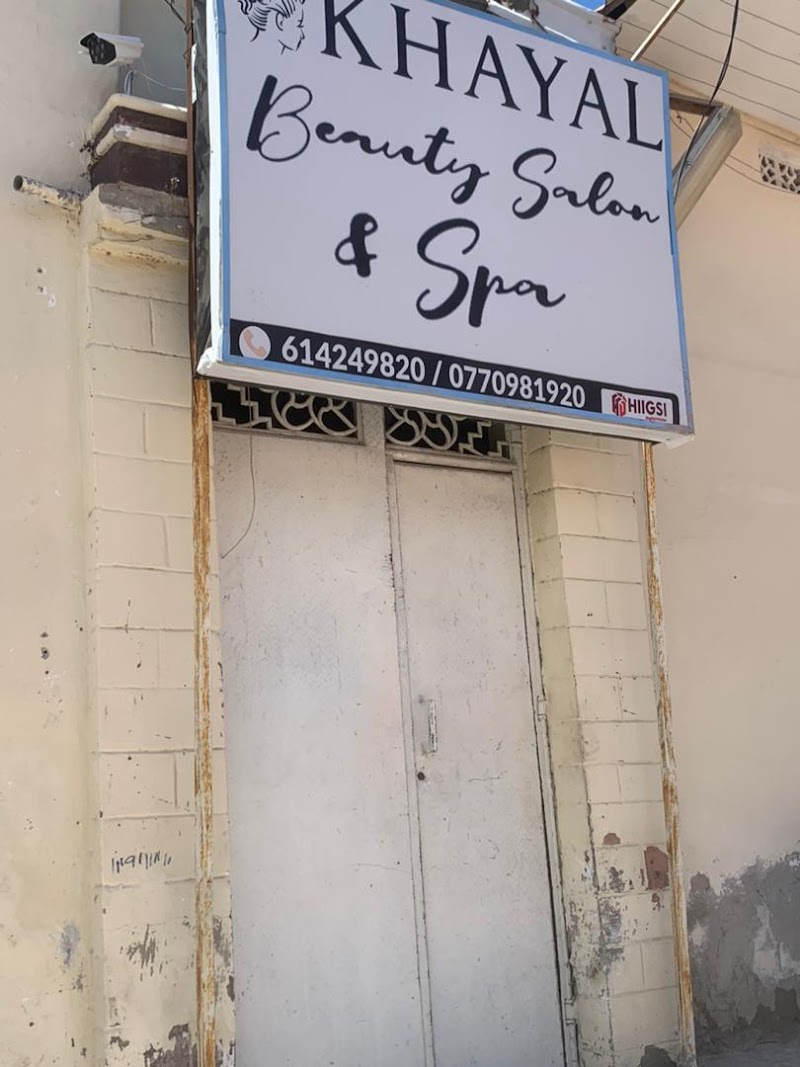 KHAYAL
Beauty Salon
& Spa
614249820 / 0770981920
HIIGSI